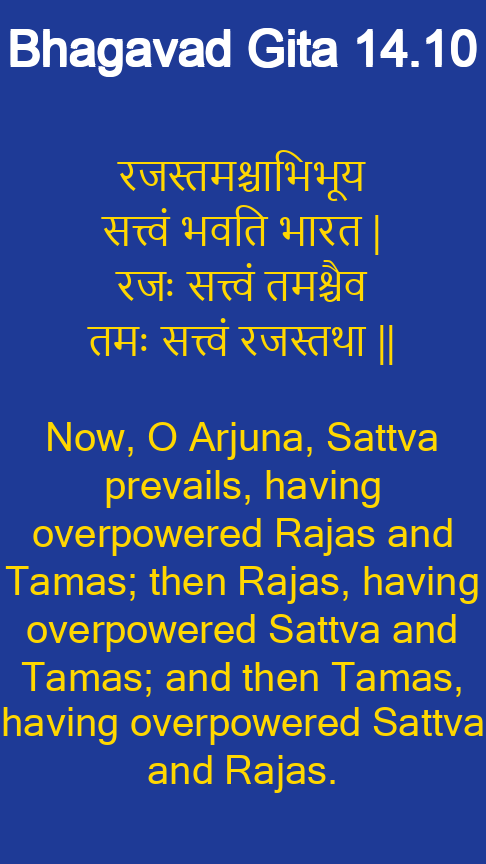 Bhagavad Gita 14.10
रजस्तमश्चाभिभूय
सत्त्वं भवति भारत |
रजः सत्त्वं तमश्चैव
तमः सत्त्वं रजस्तथा ||
Now, O Arjuna, Sattva
prevails, having
overpowered Rajas and
Tamas; then Rajas, having
overpowered Sattva and
Tamas; and then Tamas,
having overpowered Sattva
and Rajas.